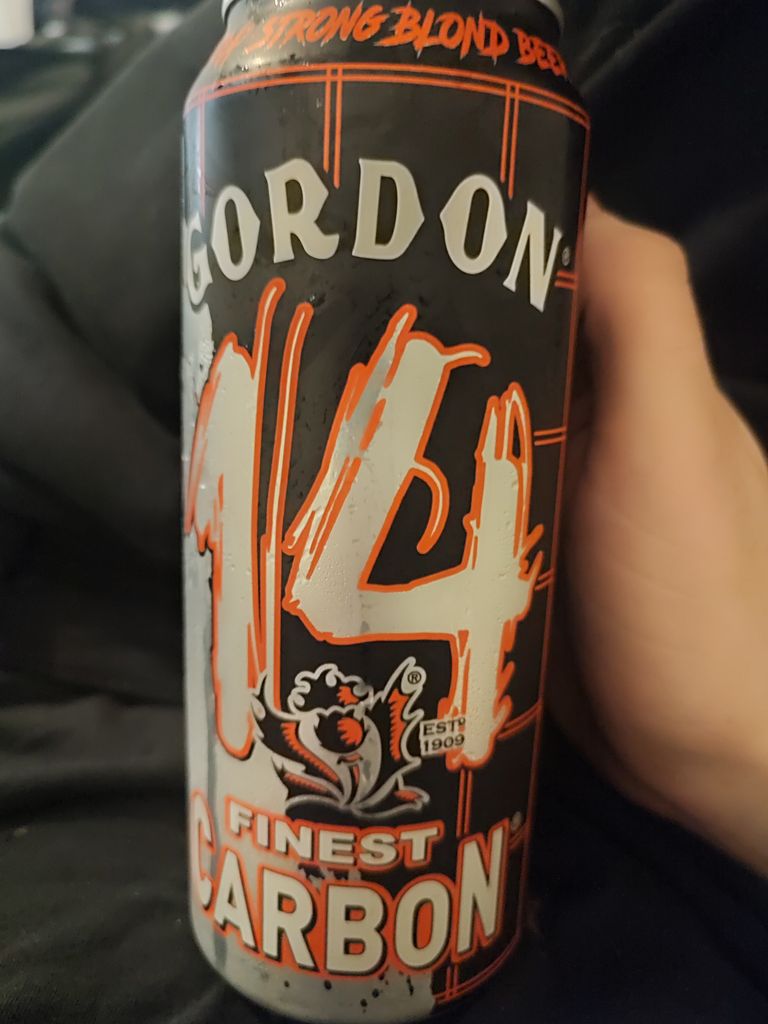 STRONG BLOND BEER
GORDON®
14
®
ESTD
1909
FINEST
CARBON®